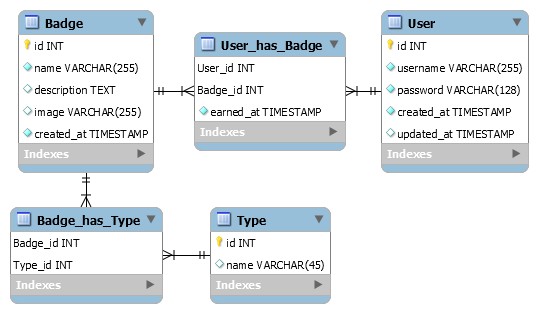 Badge
id INT
name VARCHAR(255)
description TEXT
image VARCHAR(255)
created_at TIMESTAMP
Indexes
User_has_Badge
User_id INT
Badge_id INT
earned_at TIMESTAMP
Indexes
User
id INT
username VARCHAR(255)
password VARCHAR(128)
created_at TIMESTAMP
updated_at TIMESTAMP
Indexes
Badge_has_Type
Badge_id INT
Type_id INT
Indexes
Type
id INT
name VARCHAR(45)
Indexes